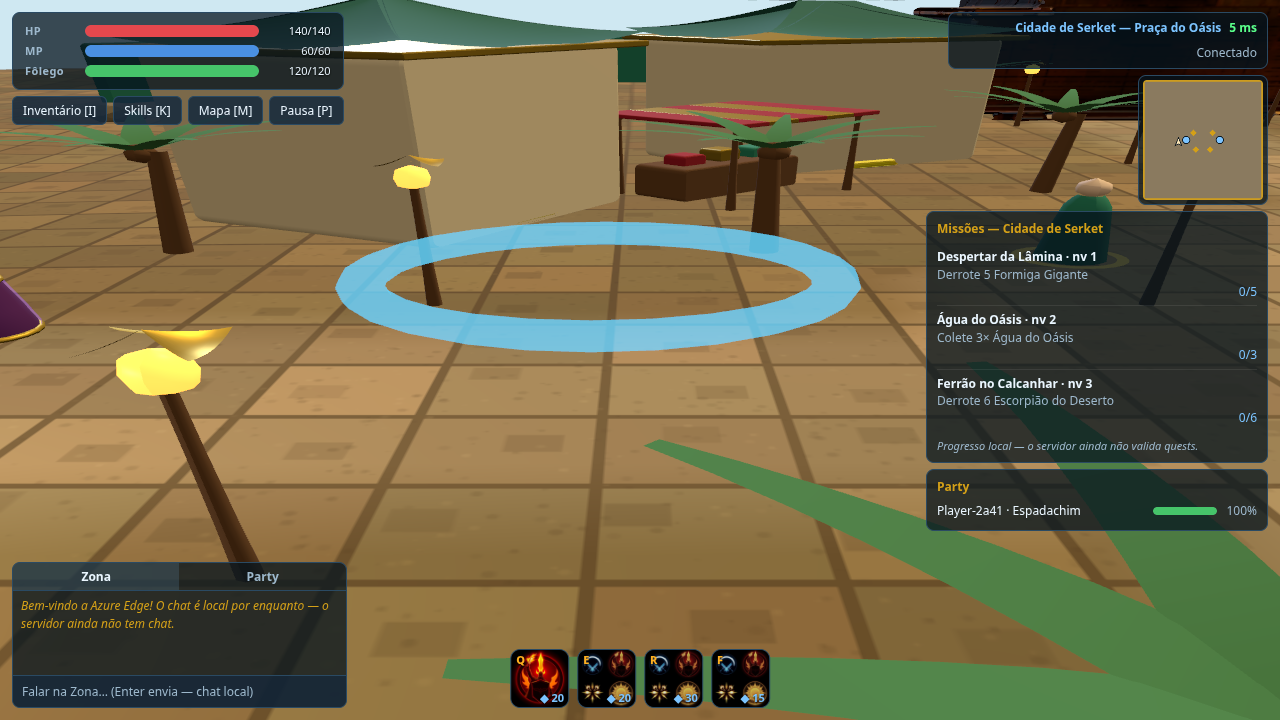 HP 140/140
MP 60/60
Fôlego 120/120
Inventário [I] Skills [K] Mapa [M] Pausa [P]
Cidade de Serket — Praça do Oásis 5 ms
Conectado
Missões — Cidade de Serket
Despertar da Lâmina · nv 1
Derrote 5 Formiga Gigante
0/5
Água do Oásis · nv 2
Colete 3× Água do Oásis
0/3
Ferrão no Calcanhar · nv 3
Derrote 6 Escorpião do Deserto
0/6
Progresso local — o servidor ainda não valida quests.
Party
Player-2a41 · Espadachim 100%
Zona Party
Bem-vindo a Azure Edge! O chat é local por enquanto — o
servidor ainda não tem chat.
Falar na Zona... (Enter envia — chat local)
Q E R F
◆ 20 ◆ 20 ◆ 30 ◆ 15